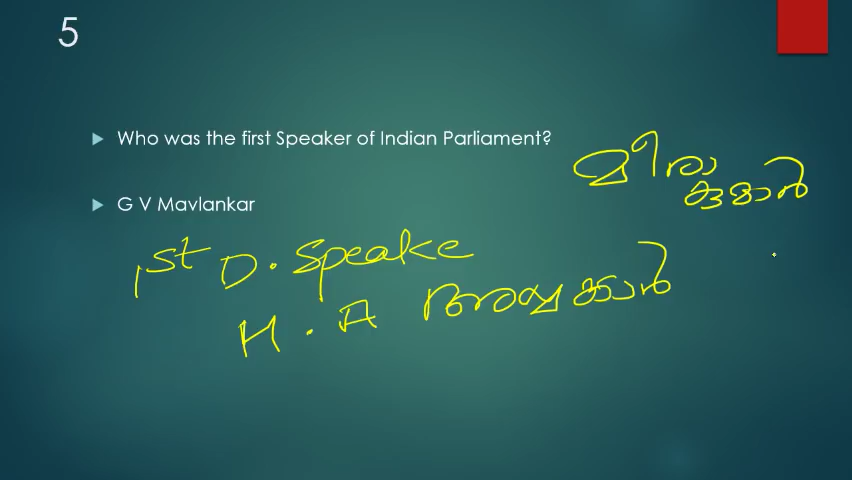 5
Who was the first Speaker of Indian Parliament?
മീരാ
കുമാർ
G V Mavlankar
1st D. Speake
H. A അയ്യങ്കാർ